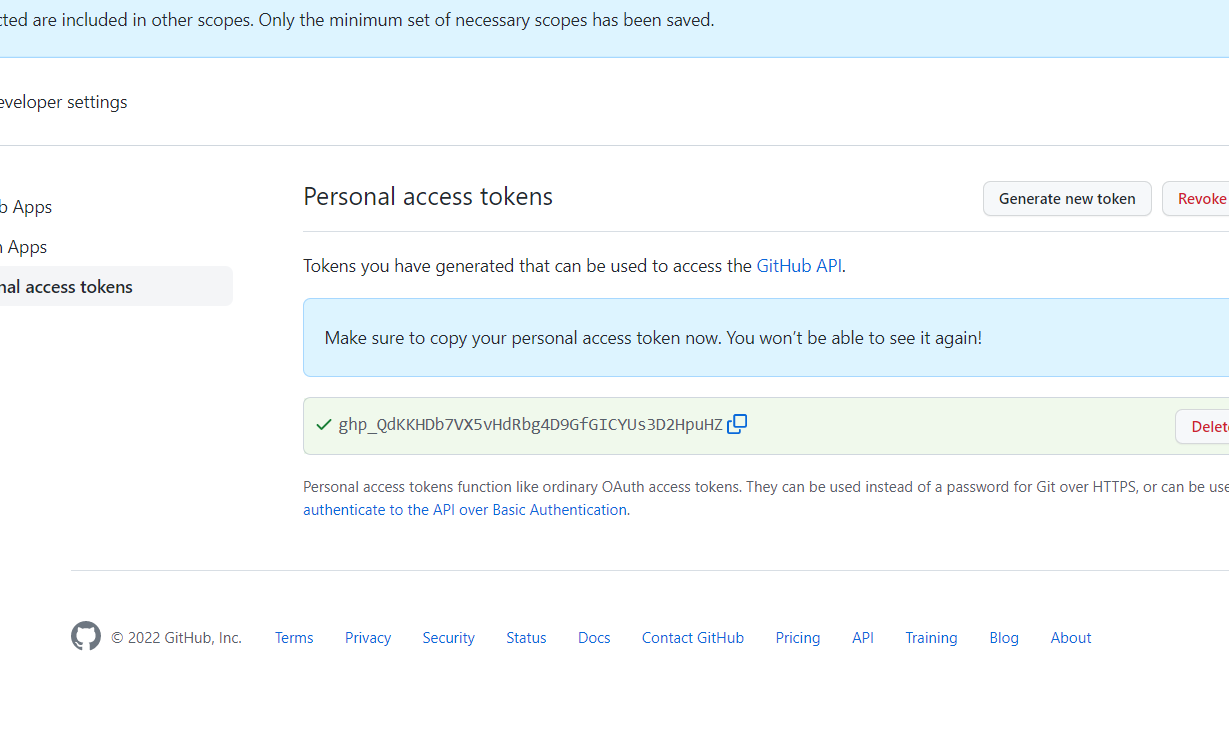 cted are included in other scopes. Only the minimum set of necessary scopes has been saved.
eveloper settings
b Apps
Apps
nal access tokens
Personal access tokens
Generate new token
Revoke
Tokens you have generated that can be used to access the GitHub API.
Make sure to copy your personal access token now. You won’t be able to see it again!
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
Delet
Personal access tokens function like ordinary OAuth access tokens. They can be used instead of a password for Git over HTTPS, or can be use
authenticate to the API over Basic Authentication.
© 2022 GitHub, Inc.
Terms
Privacy
Security
Status
Docs
Contact GitHub
Pricing
API
Training
Blog
About